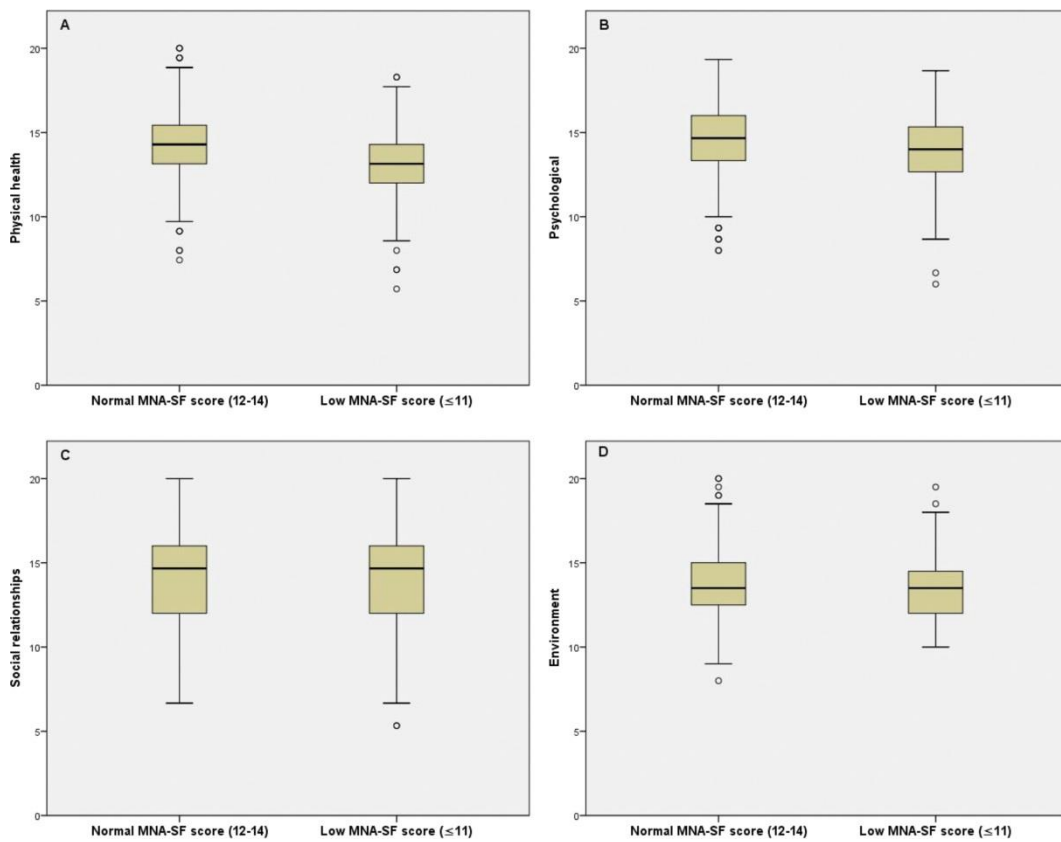 A
20
15
10
5
0
Physical health
Normal MNA-SF score (12-14) Low MNA-SF score (≤11)
B
20
15
10
5
0
Psychological
Normal MNA-SF score (12-14) Low MNA-SF score (≤11)
C
20
15
10
5
0
Social relationships
Normal MNA-SF score (12-14) Low MNA-SF score (≤11)
D
20
15
10
5
0
Environment
Normal MNA-SF score (12-14) Low MNA-SF score (≤11)